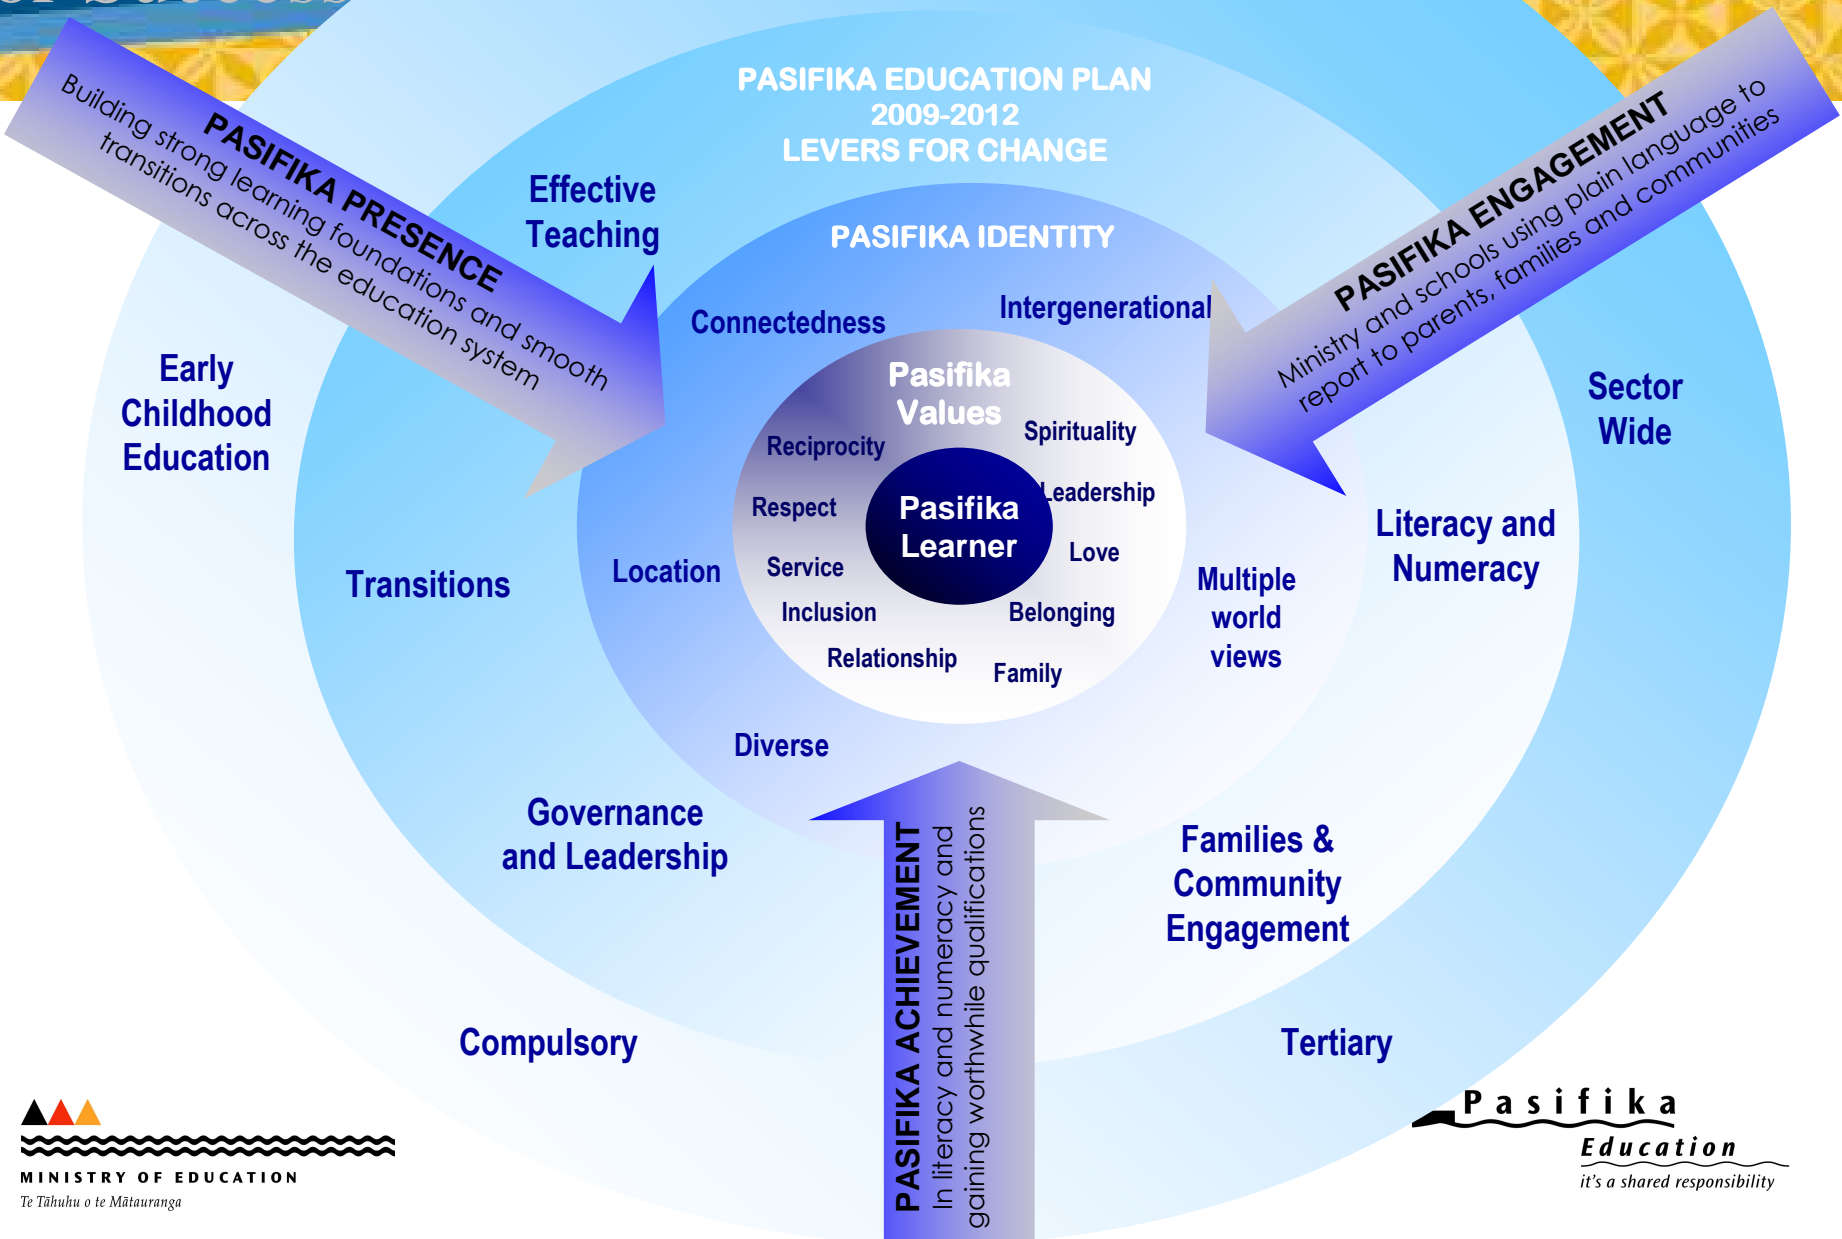 Success
PASIFIKA EDUCATION PLAN
2009-2012
LEVERS FOR CHANGE
PASIFIKA PRESENCE
Building strong learning foundations and smooth
transitions across the education system
PASIFIKA ENGAGEMENT
Ministry and schools using plain language to
report to parents, families and communities
Effective
Teaching
PASIFIKA IDENTITY
Connectedness
Intergenerational
Early
Childhood
Education
Sector
Wide
Pasifika
Values
Reciprocity
Spirituality
Respect
Leadership
Pasifika
Learner
Service
Love
Inclusion
Belonging
Relationship
Family
Location
Transitions
Multiple
world
views
Literacy and
Numeracy
Diverse
Governance
and Leadership
Families &
Community
Engagement
PASIFIKA ACHIEVEMENT
In literacy and numeracy and
gaining worthwhile qualifications
Compulsory
Tertiary
MINISTRY OF EDUCATION
Te Tāhuhu o te Mātauranga
Pasifika
Education
it's a shared responsibility